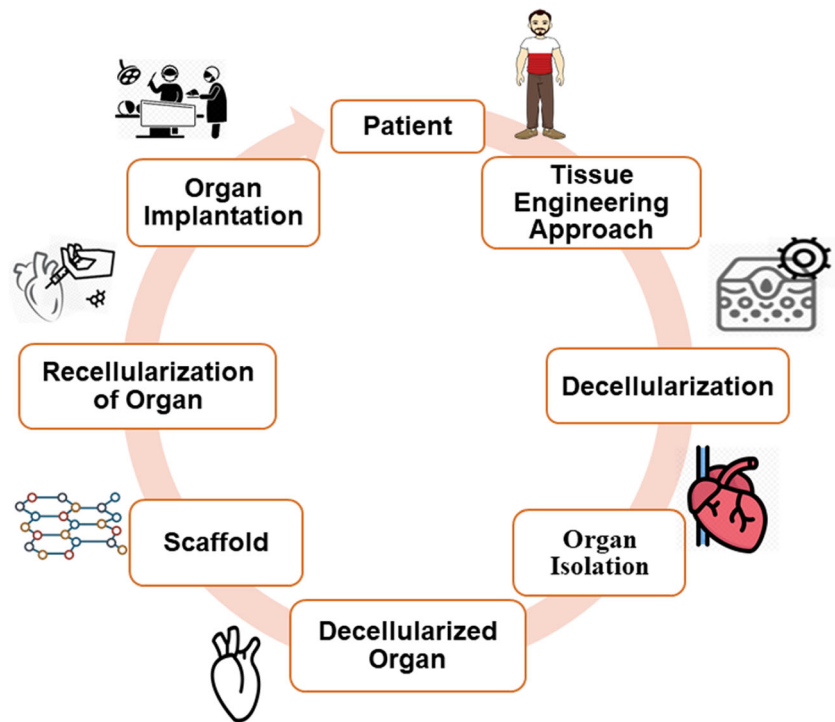 Patient
Tissue
Engineering
Approach
Decellularization
Organ
Isolation
Decellularized
Organ
Scaffold
Recellularization
of Organ
Organ
Implantation